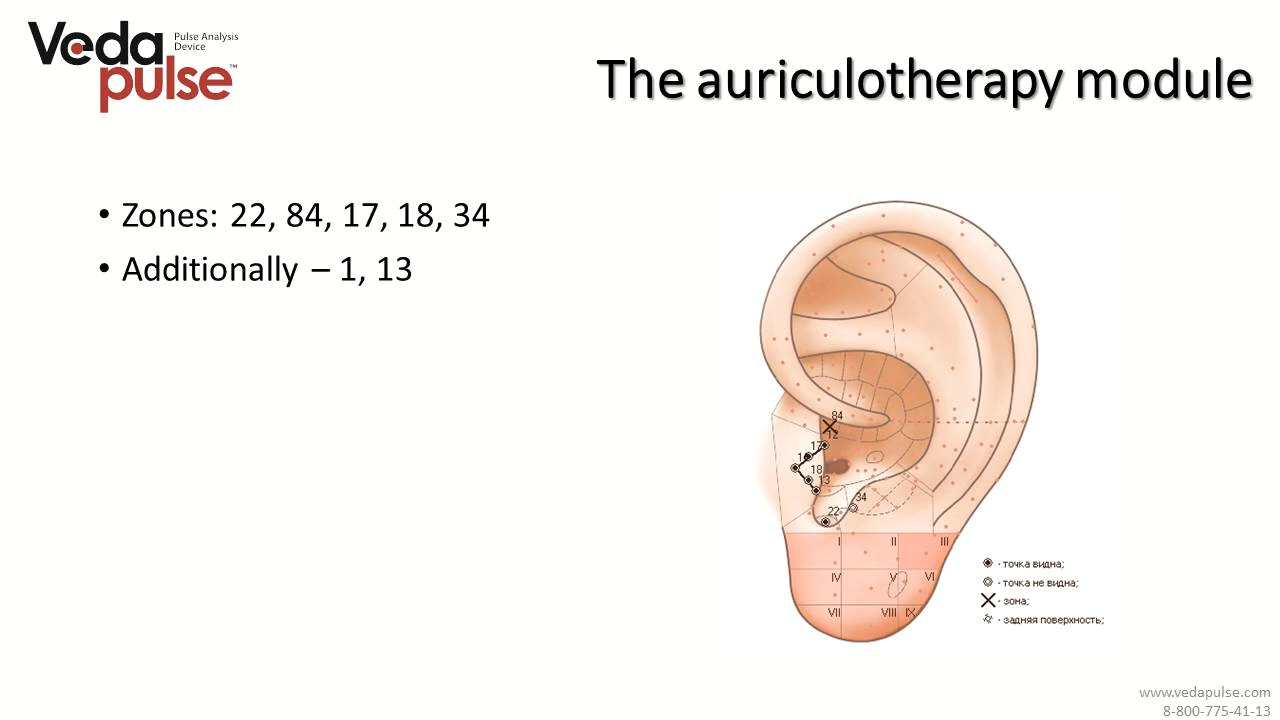 Veda
pulse™
Pulse Analysis
Device
The auriculotherapy module
• Zones: 22, 84, 17, 18, 34
• Additionally – 1, 13
84
12
17
18
13
34
22
I II III
IV V VI
VII VIII IX
- точка видна;
- точка не видна;
- зона;
- задняя поверхность;
www.vedapulse.com
8-800-775-41-13